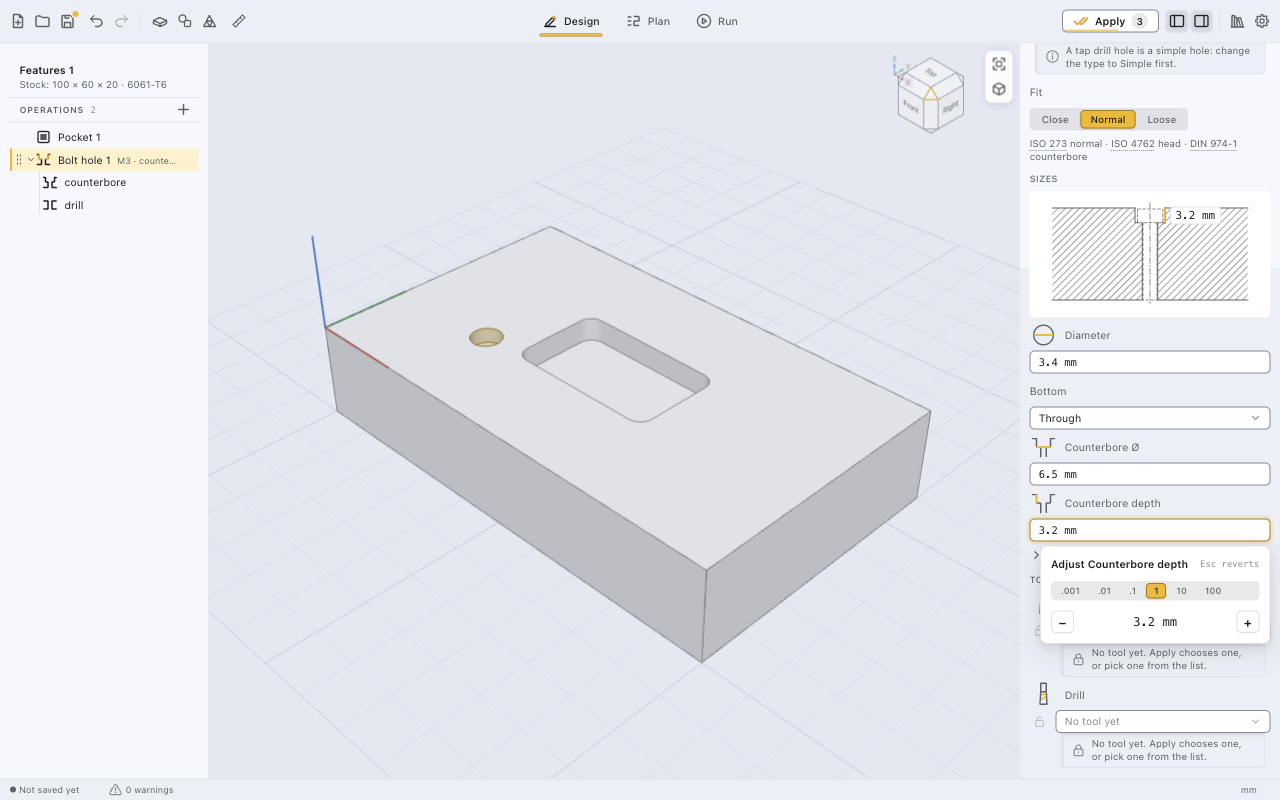 Design
Plan
Run
Apply 3
Features 1
Stock: 100 × 60 × 20 · 6061-T6
OPERATIONS 2
Pocket 1
Bolt hole 1 M3 · counte…
counterbore
drill
Top
Front
Right
Z
A tap drill hole is a simple hole: change
the type to Simple first.
Fit
Close
Normal
Loose
ISO 273 normal · ISO 4762 head · DIN 974-1
counterbore
SIZES
3.2 mm
Diameter
3.4 mm
Bottom
Through
Counterbore Ø
6.5 mm
Counterbore depth
3.2 mm
Adjust Counterbore depth
Esc reverts
.001
.01
.1
1
10
100
−
3.2 mm
+
No tool yet. Apply chooses one,
or pick one from the list.
Drill
No tool yet
No tool yet. Apply chooses one,
or pick one from the list.
Not saved yet
0 warnings
mm